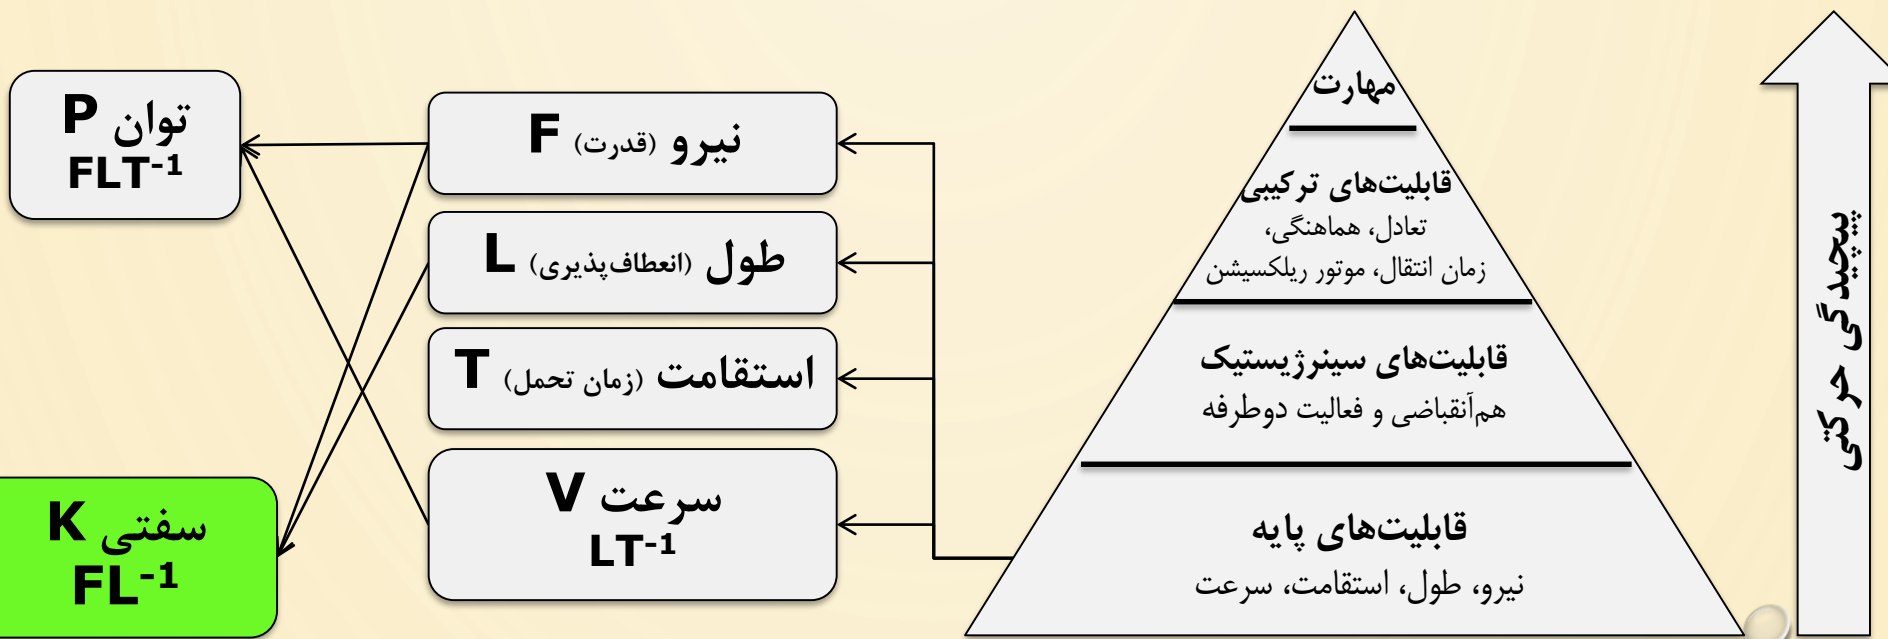 مهارت
قابلیت‌های ترکیبی
تعادل، هماهنگی،
زمان انتقال، موتور ریلکسیشن
قابلیت‌های سینرژیستیک
هم‌آنقباضی و فعالیت دوطرفه
قابلیت‌های پایه
نیرو، طول، استقامت، سرعت
پیچیدگی حرکتی
نیرو (قدرت) F
طول (انعطاف‌پذیری) L
استقامت (زمان تحمل) T
سرعت V
LT-1
توان P
FLT-1
سفتی K
FL-1